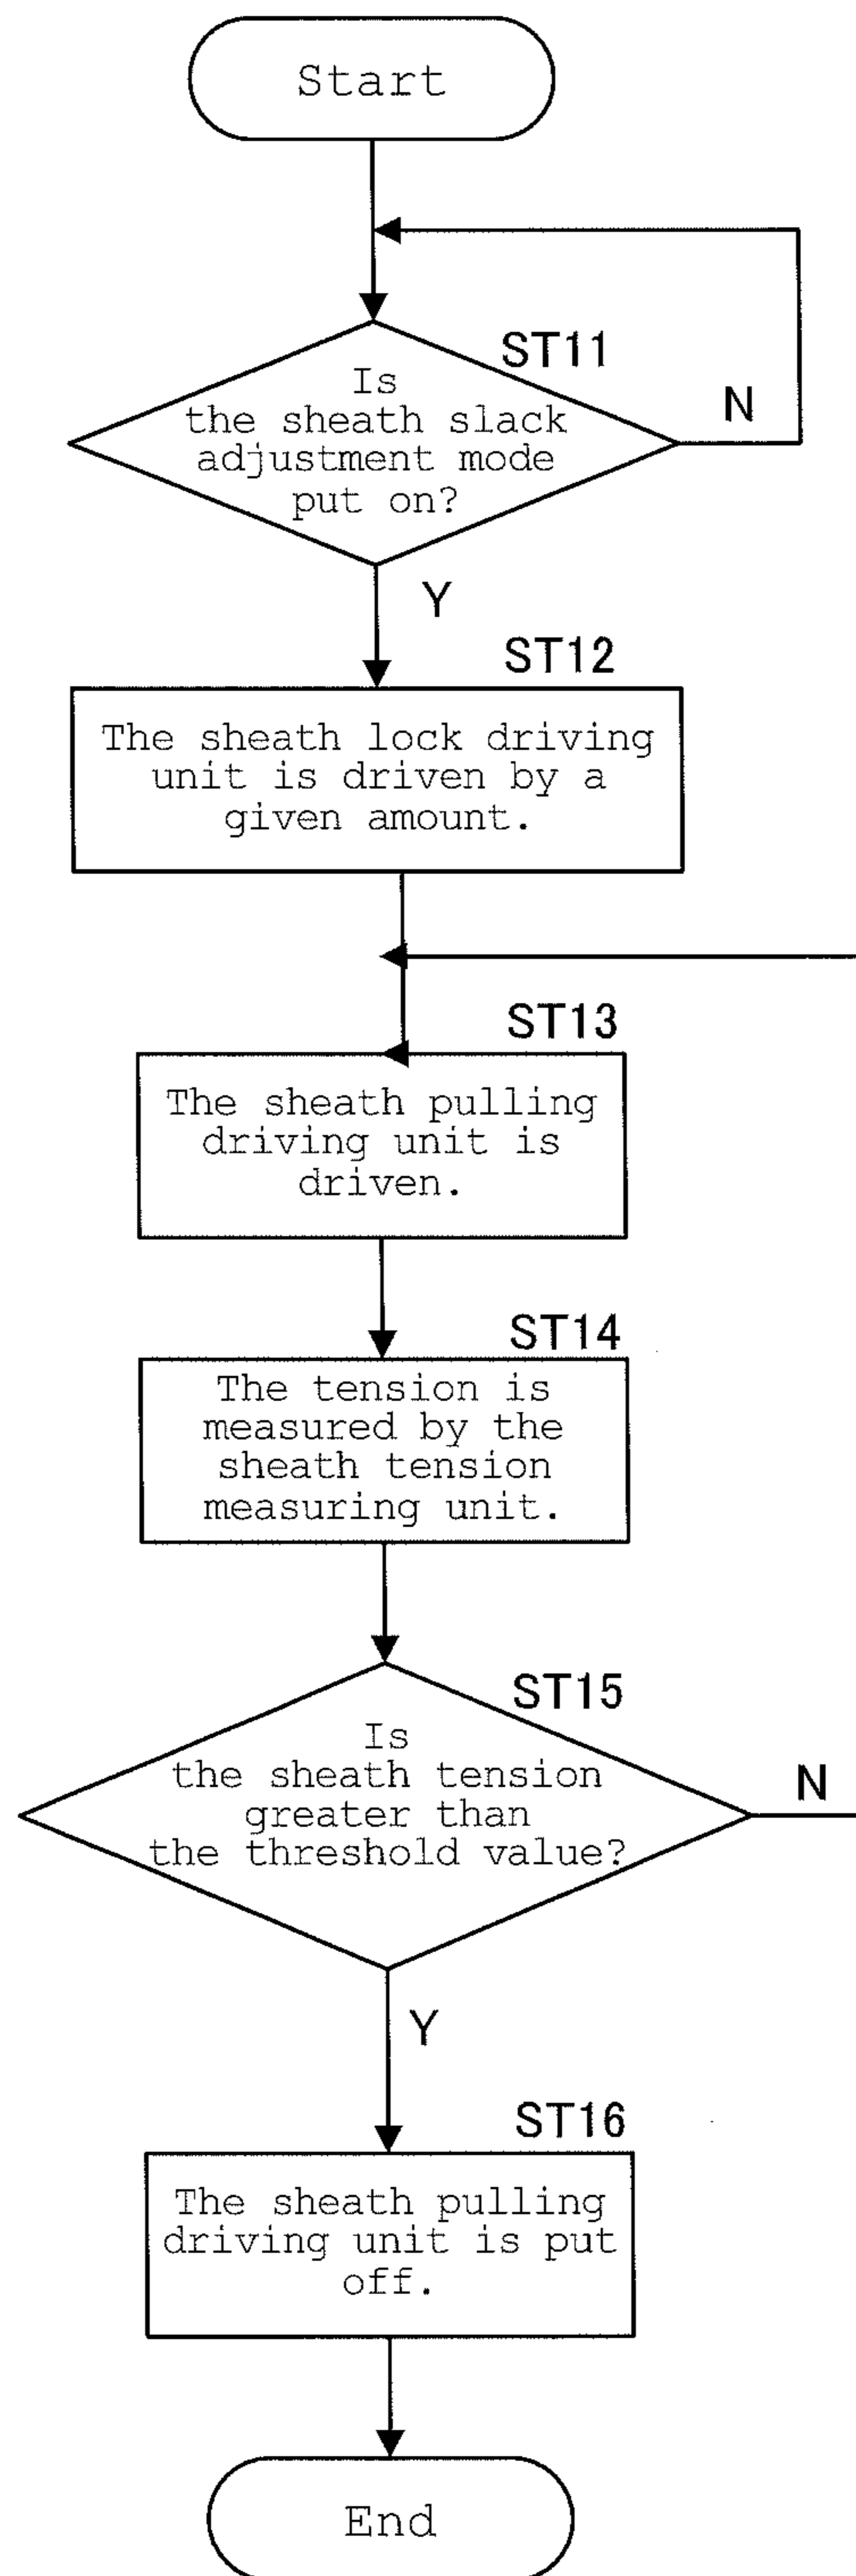 Start
ST11
Is
the sheath slack
adjustment mode
put on?
N
Y
ST12
The sheath lock driving
unit is driven by a
given amount.
ST13
The sheath pulling
driving unit is
driven.
ST14
The tension is
measured by the
sheath tension
measuring unit.
ST15
Is
the sheath tension
greater than
the threshold value?
N
Y
ST16
The sheath pulling
driving unit is put
off.
End